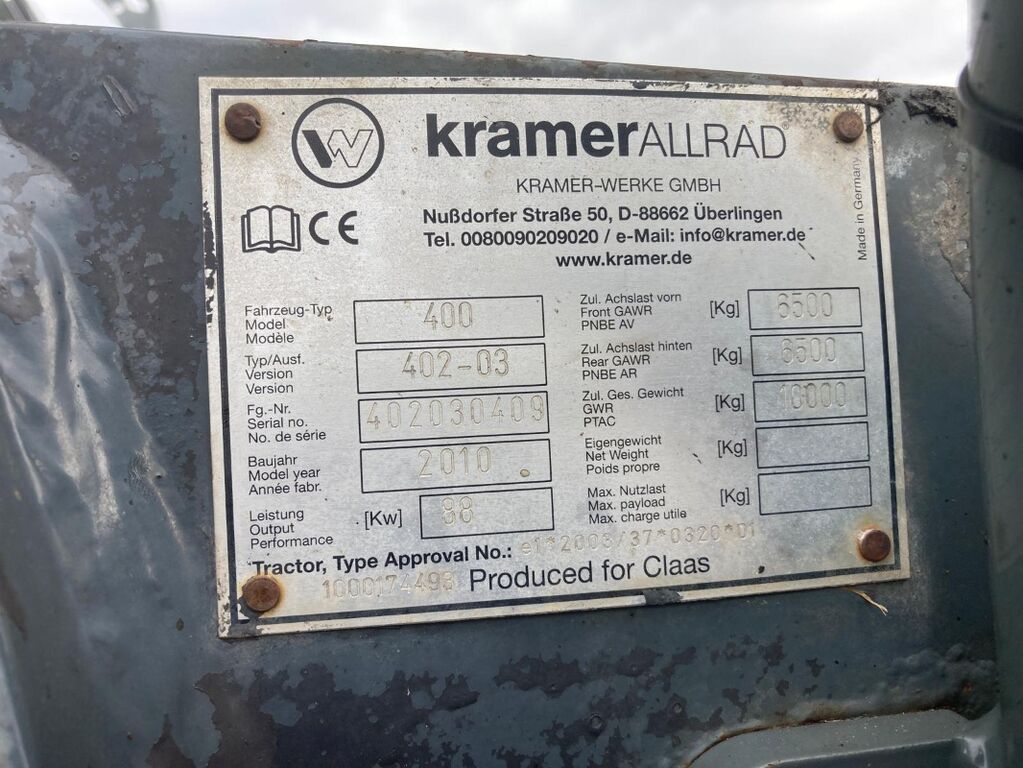 kramerALLRAD
KRAMER-WERKE GMBH
Nußdorfer Straße 50, D-88662 Überlingen
Tel. 0080090209020 / e-Mail: info@kramer.de
www.kramer.de
Made in Germany
CE
Fahrzeug-Typ
Model
Modèle
400
Typ/Ausf.
Version
Version
402-03
Fg.-Nr.
Serial no.
No. de série
402030409
Baujahr
Model year
Année fabr.
2010
Leistung
Output
Performance
[Kw]
88
Zul. Achslast vorn
Front GAWR
PNBE AV
[Kg]
6500
Zul. Achslast hinten
Rear GAWR
PNBE AR
[Kg]
6500
Zul. Ges. Gewicht
GWR
PTAC
[Kg]
10000
Eigengewicht
Net Weight
Poids propre
[Kg]
Max. Nutzlast
Max. payload
Max. charge utile
[Kg]
Tractor, Type Approval No.: e1*2003/37*0320*01
1000174493 Produced for Claas